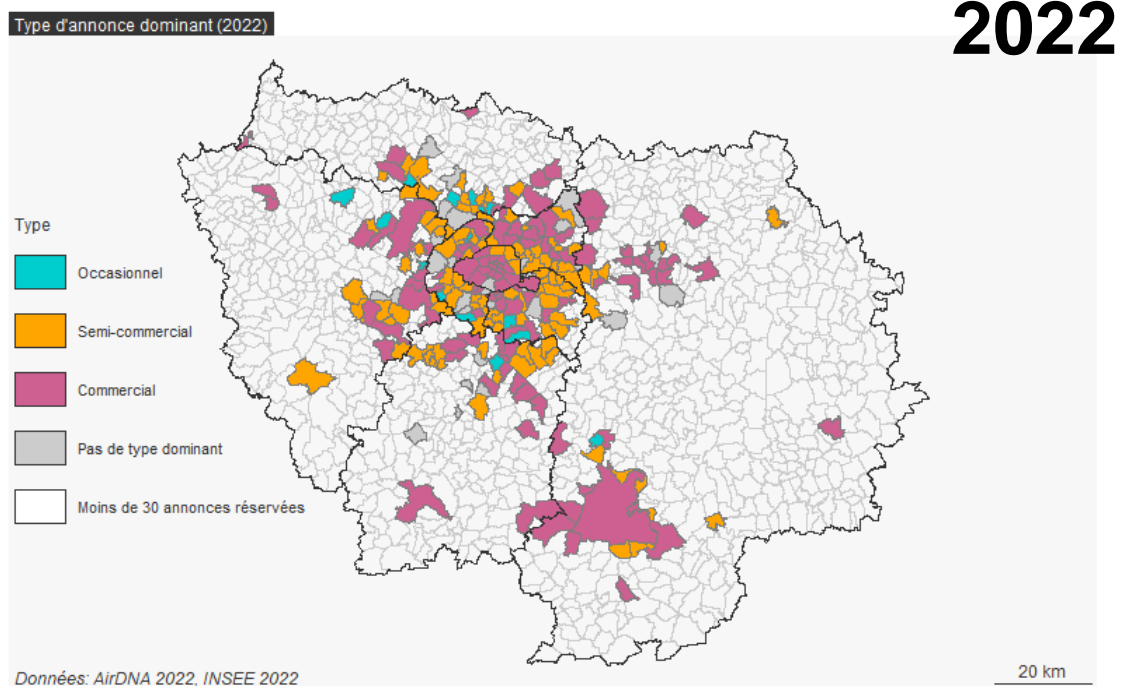 2022
Type d'annonce dominant (2022)
Type
Occasionnel
Semi-commercial
Commercial
Pas de type dominant
Moins de 30 annonces réservées
Données: AirDNA 2022, INSEE 2022
20 km